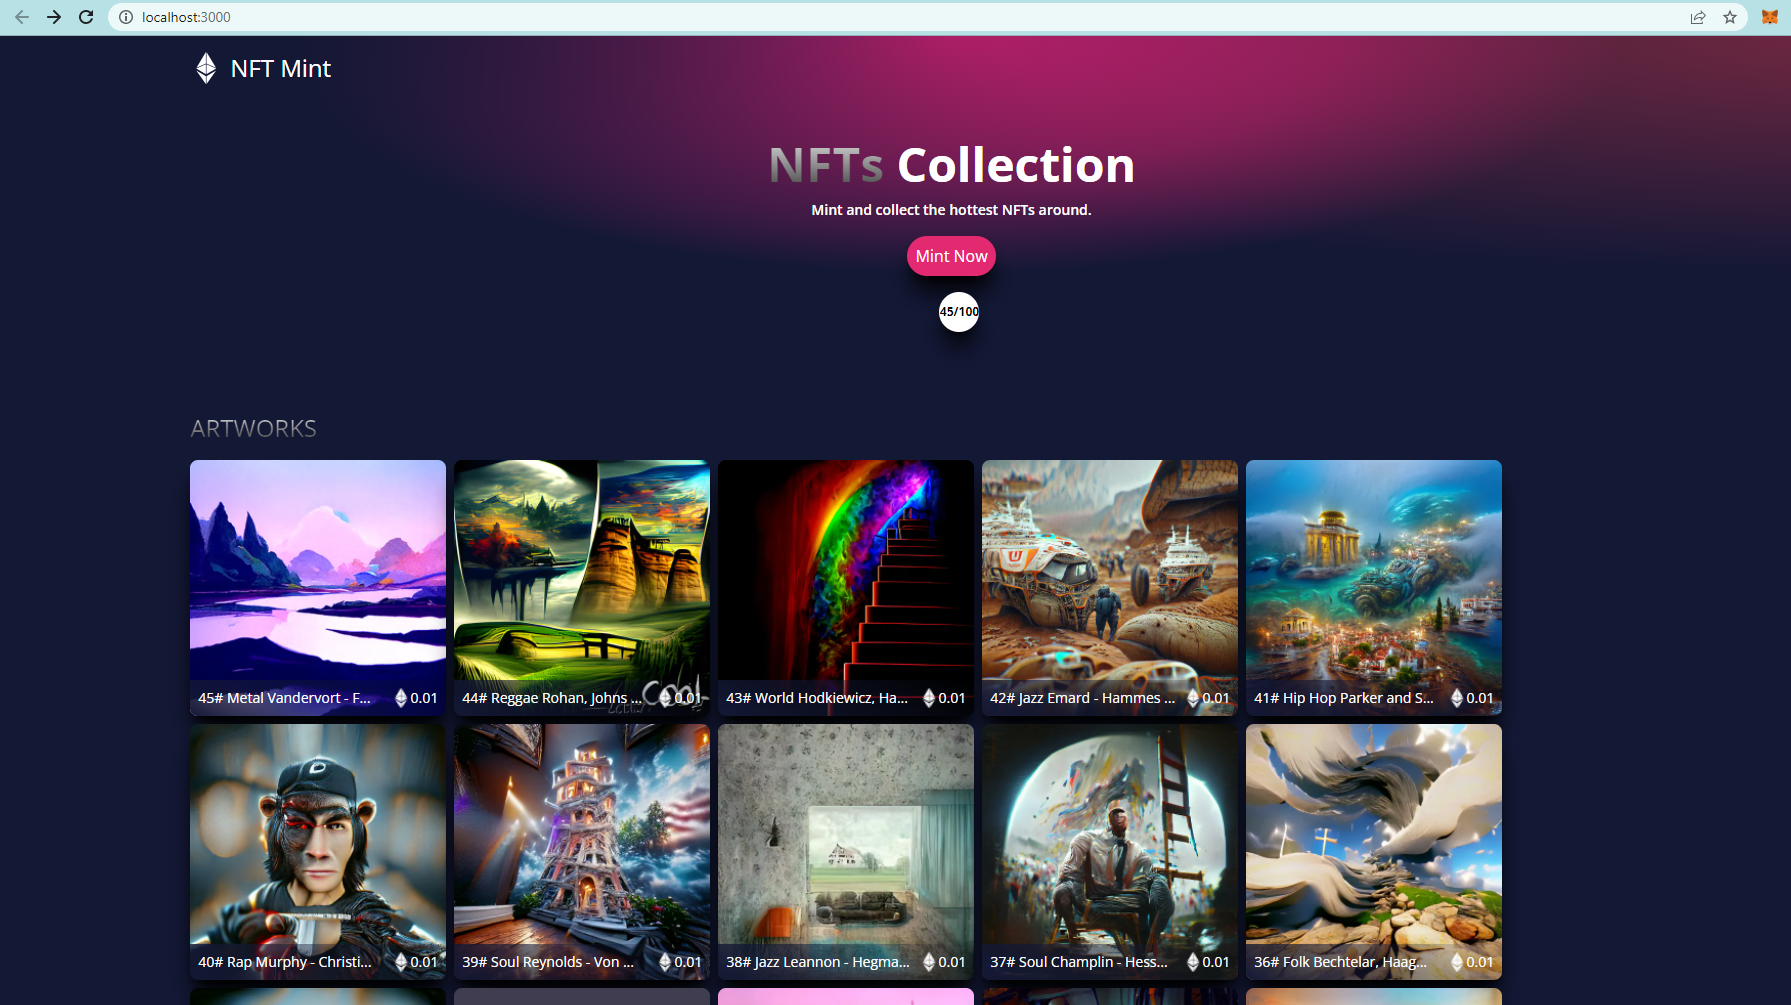 localhost:3000
NFT Mint
NFTs Collection
Mint and collect the hottest NFTs around.
Mint Now
45/100
ARTWORKS
45# Metal Vandervort - F... 0.01
44# Reggae Rohan, Johns ... 0.01
43# World Hodkiewicz, Ha... 0.01
42# Jazz Emard - Hammes ... 0.01
41# Hip Hop Parker and S... 0.01
40# Rap Murphy - Christi... 0.01
39# Soul Reynolds - Von ... 0.01
38# Jazz Leannon - Hegma... 0.01
37# Soul Champlin - Hess... 0.01
36# Folk Bechtelar, Haag... 0.01